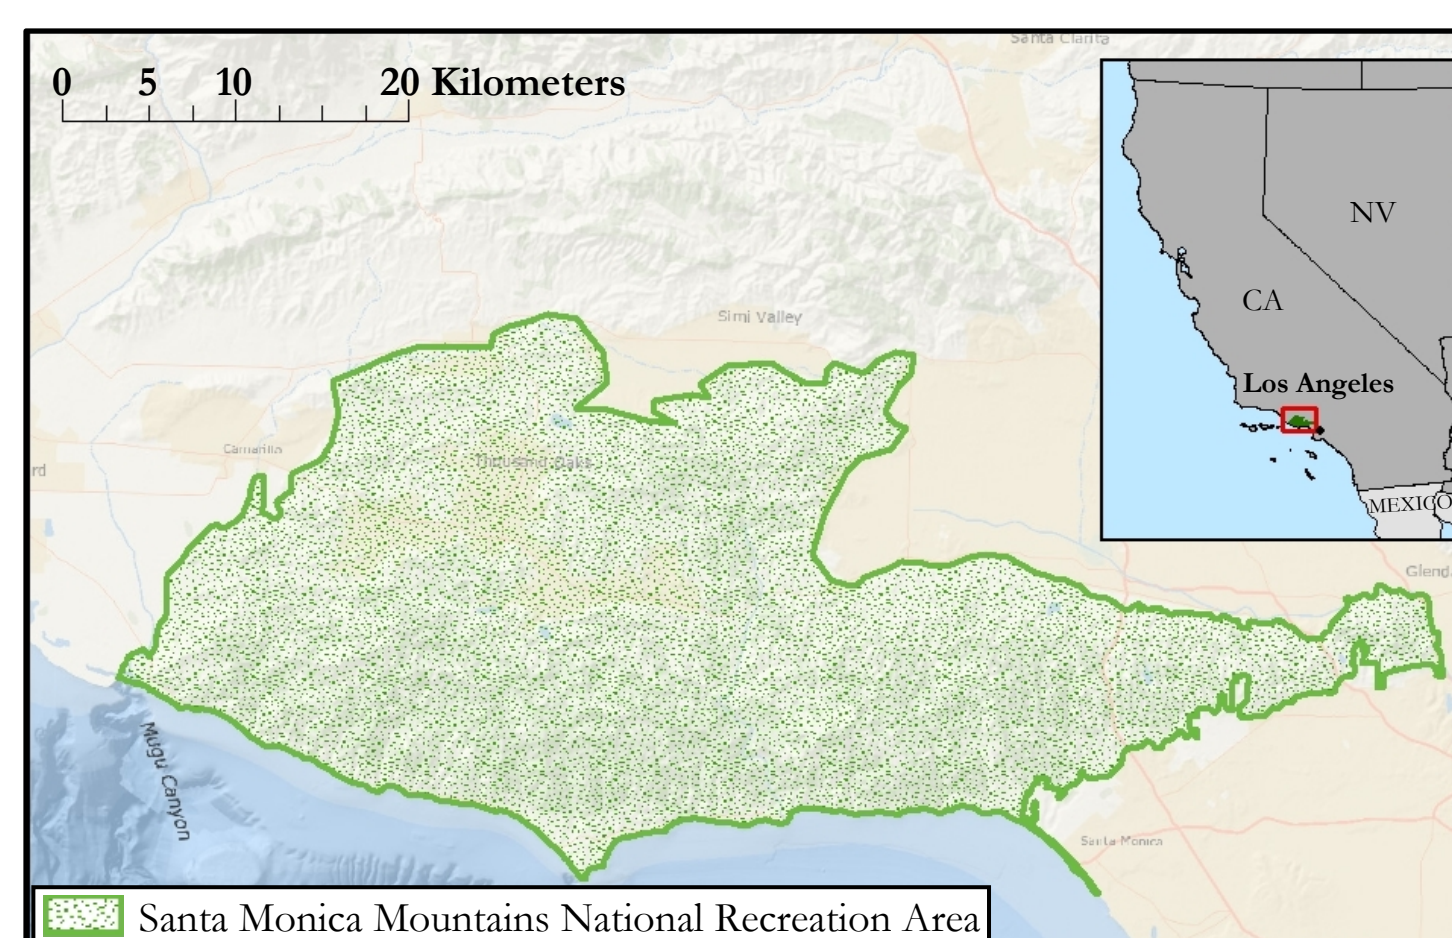 Santa Clarita
0 5 10 20 Kilometers
NV
CA
Simi Valley
Los Angeles
Camarillo
Thousand Oaks
rd
MEXICO
Glend
Mugu Canyon
Santa Monica
Santa Monica Mountains National Recreation Area